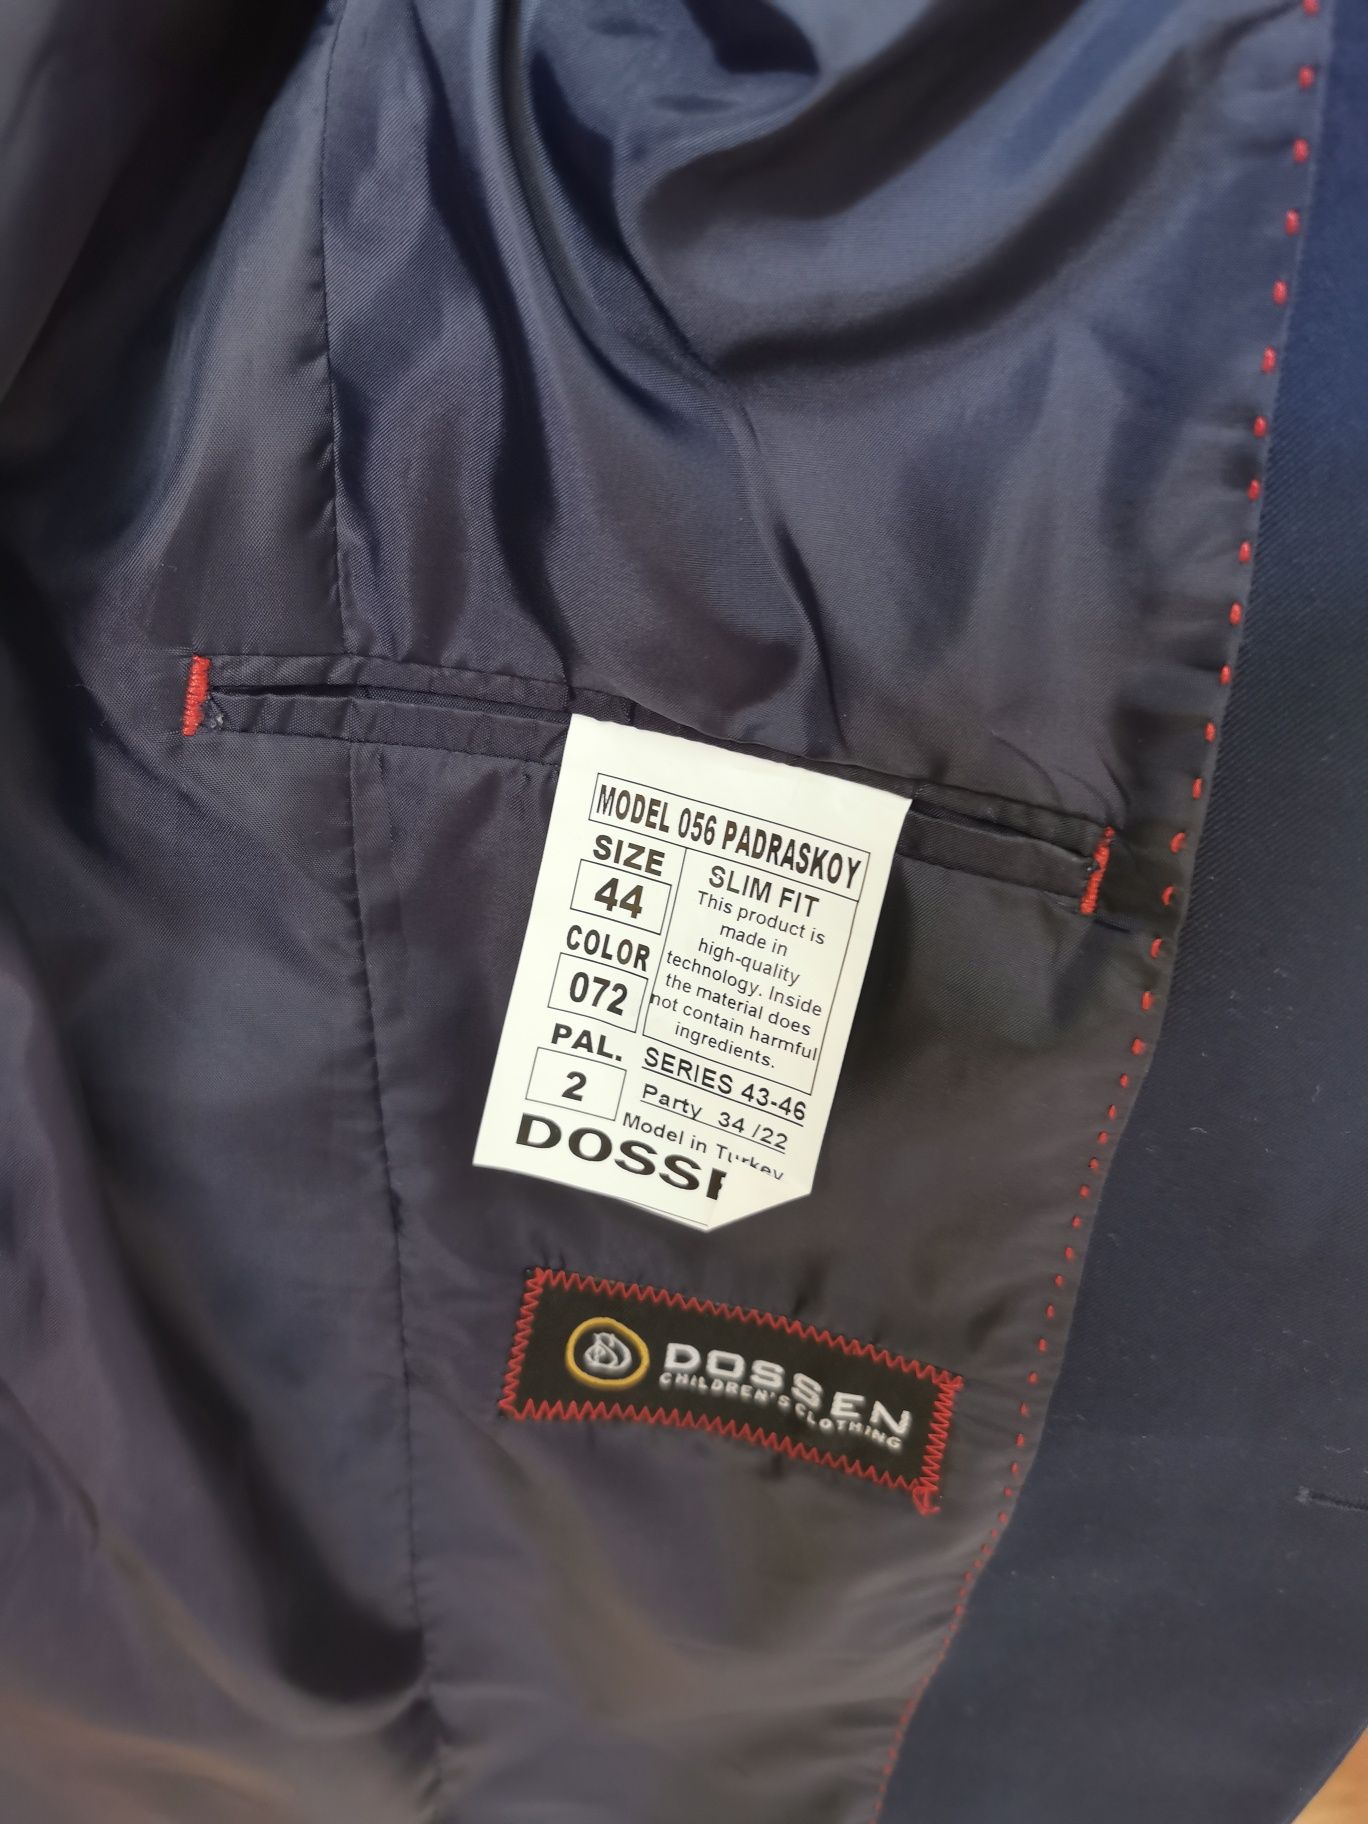 MODEL 056 PADRASKOY
SIZE
44
COLOR
072
PAL.
2
SLIM FIT
This product is
made in
high-quality
technology. Inside
the material does
not contain harmful
ingredients.
SERIES 43-46
Party 34 /22
Model in Turkey
DOSSE
DOSSEN
CHILDREN'S CLOTHING